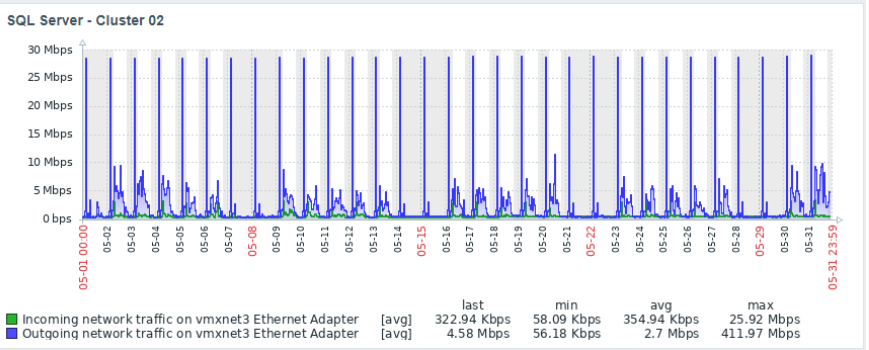 SQL Server - Cluster 02
30 Mbps
25 Mbps
20 Mbps
15 Mbps
10 Mbps
5 Mbps
0 bps
05-01 00:00
05-02
05-03
05-04
05-05
05-06
05-07
05-08
05-09
05-10
05-11
05-12
05-13
05-14
05-15
05-16
05-17
05-18
05-19
05-20
05-21
05-22
05-23
05-24
05-25
05-26
05-27
05-28
05-29
05-30
05-31
05-31 23:59
last min avg max
Incoming network traffic on vmxnet3 Ethernet Adapter [avg] 322.94 Kbps 58.09 Kbps 354.94 Kbps 25.92 Mbps
Outgoing network traffic on vmxnet3 Ethernet Adapter [avg] 4.58 Mbps 56.18 Kbps 2.7 Mbps 411.97 Mbps